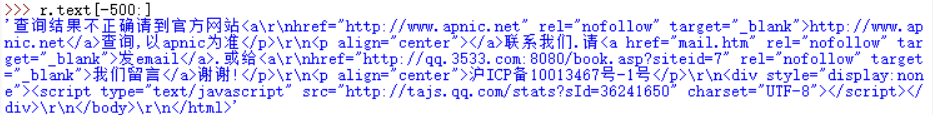 >>> r.text[-500:]
'查询结果不正确请到官方网站<a\r\nhref="http://www.apnic.net" rel="nofollow" target="_blank">http://www.ap
nic.net</a>查询,以apnic为准</p>\r\n<p align="center"></a>联系我们.请<a href="mail.htm" rel="nofollow" tar
get="_blank">发email</a>.或给<a\r\nhref="http://qq.3533.com:8080/book.asp?siteid=7" rel="nofollow" target
="_blank">我们留言</a>谢谢!</p>\r\n<p align="center">沪ICP备10013467号-1号</p>\r\n<div style="display:non
e"><script type="text/javascript" src="http://tajs.qq.com/stats?sId=36241650" charset="UTF-8"></script></
div>\r\n</body>\r\n</html>'